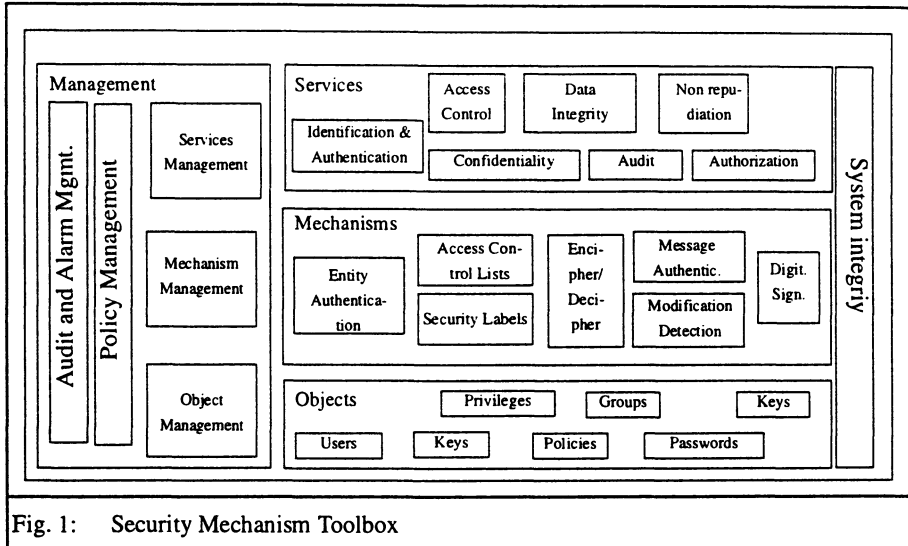 Management
Audit and Alarm Mgmt.
Policy Management
Services
Management
Mechanism
Management
Object
Management
Services
Access
Control
Data
Integrity
Non repu-
diation
Identification &
Authentication
Confidentiality
Audit
Authorization
Mechanisms
Entity
Authentica-
tion
Access Con-
trol Lists
Security Labels
Enci-
pher/
Deci-
pher
Message
Authentic.
Modification
Detection
Digit.
Sign.
Objects
Privileges
Groups
Keys
Users
Keys
Policies
Passwords
System integriy
Fig. 1: Security Mechanism Toolbox